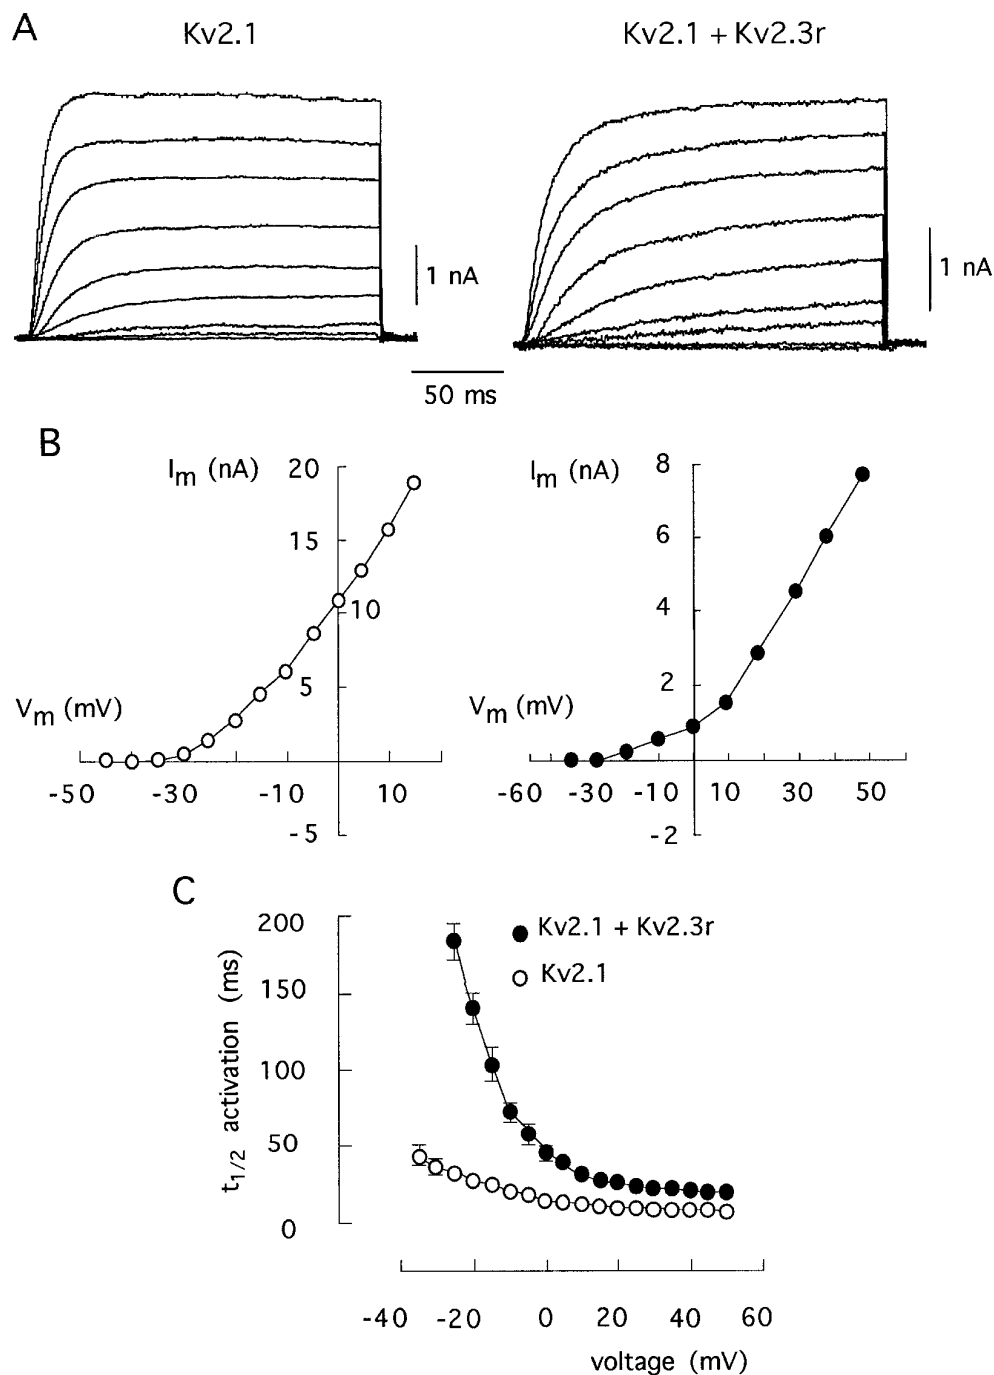 A
Kv2.1
Kv2.1 + Kv2.3r
1 nA
1 nA
50 ms
B
Im (nA)
20
15
10
5
-5
Vm (mV)
-50 -30 -10 10
Im (nA)
8
6
4
2
-2
Vm (mV)
-60 -30 -10 10 30 50
C
t1/2 activation (ms)
200
150
100
50
0
Kv2.1 + Kv2.3r
Kv2.1
-40 -20 0 20 40 60
voltage (mV)